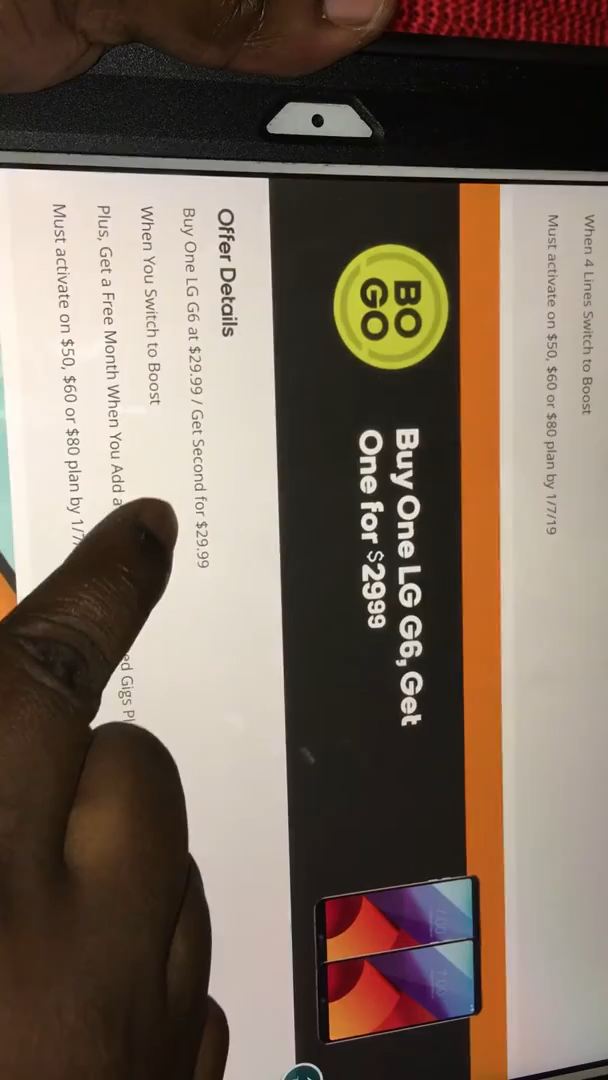 When 4 Lines Switch to Boost
Must activate on $50, $60 or $80 plan by 1/7/19
BO
GO
Buy One LG G6, Get
One for $2999
Offer Details
Buy One LG G6 at $29.99 / Get Second for $29.99
When You Switch to Boost
Plus, Get a Free Month When You Add a
Gigs
Must activate on $50, $60 or $80 plan by 1/7/